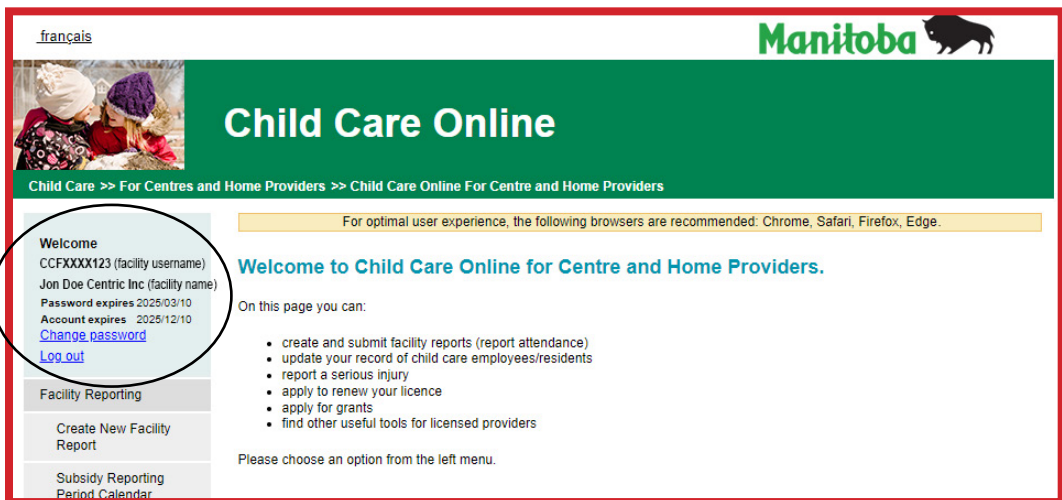 français
Manitoba
Child Care Online
Child Care >> For Centres and Home Providers >> Child Care Online For Centre and Home Providers
Welcome
CCFXXXX123 (facility username)
Jon Doe Centric Inc (facility name)
Password expires 2025/03/10
Account expires 2025/12/10
Change password
Log out
Facility Reporting
Create New Facility
Report
Subsidy Reporting
Period Calendar
For optimal user experience, the following browsers are recommended: Chrome, Safari, Firefox, Edge.
Welcome to Child Care Online for Centre and Home Providers.
On this page you can:
• create and submit facility reports (report attendance)
• update your record of child care employees/residents
• report a serious injury
• apply to renew your licence
• apply for grants
• find other useful tools for licensed providers
Please choose an option from the left menu.